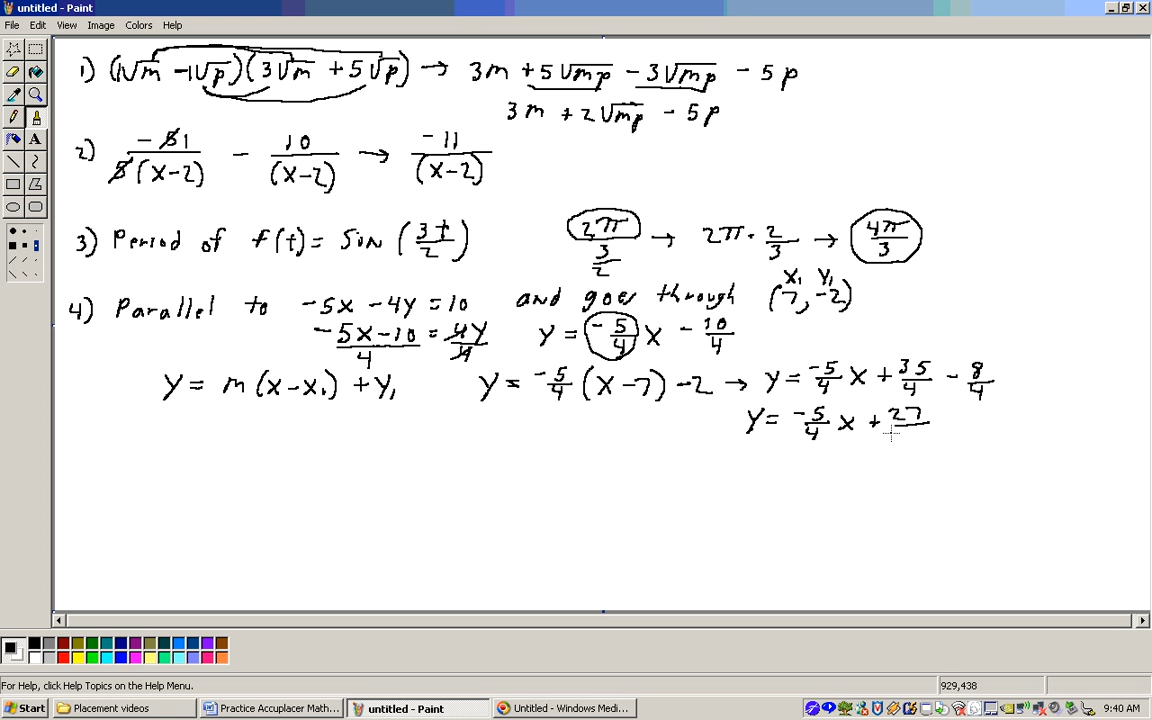 untitled - Paint
File Edit View Image Colors Help
1) (1√m - 1√p)(3√m + 5√p) → 3m + 5√mp - 3√mp - 5p
3m + 2√mp - 5p
2) -51/5(x-2) - 10/(x-2) → -11/(x-2)
3) Period of f(t) = Sin (3t/2) 2π/(3/2) → 2π · 2/3 → 4π/3
4) Parallel to -5x - 4y = 10 and goes through (7, -2) x₁ y₁
-5x - 10/4 = 4y/4 y = -5/4 x - 10/4
y = m(x - x₁) + y₁ y = -5/4 (x - 7) - 2 → y = -5/4 x + 35/4 - 8/4
y = -5/4 x + 27
For Help, click Help Topics on the Help Menu. 929,438
Start Placement videos Practice Accuplacer Math... untitled - Paint Untitled - Windows Medi... 9:40 AM